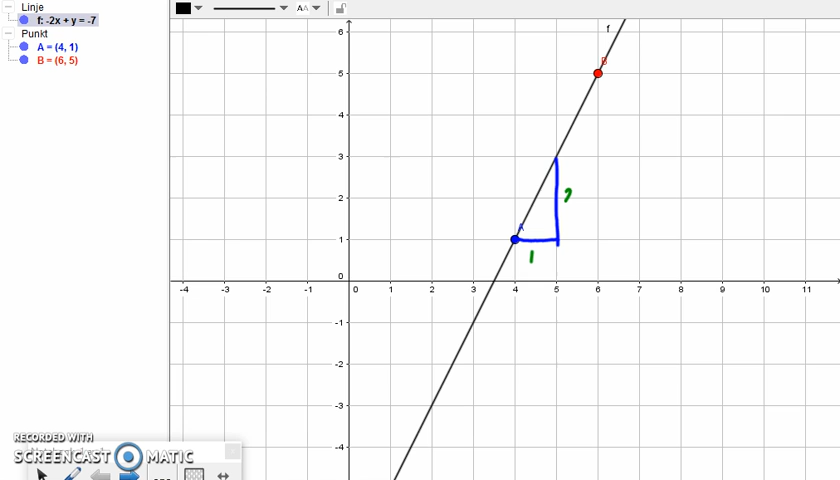 Linje
f: -2x + y = -7
Punkt
A = (4, 1)
B = (6, 5)
AA
f
B
A
6
5
4
3
2
1
0
-1
-2
-3
-4
-4 -3 -2 -1 0 1 2 3 4 5 6 7 8 9 10 11
2
1
RECORDED WITH
SCREENCAST MATIC